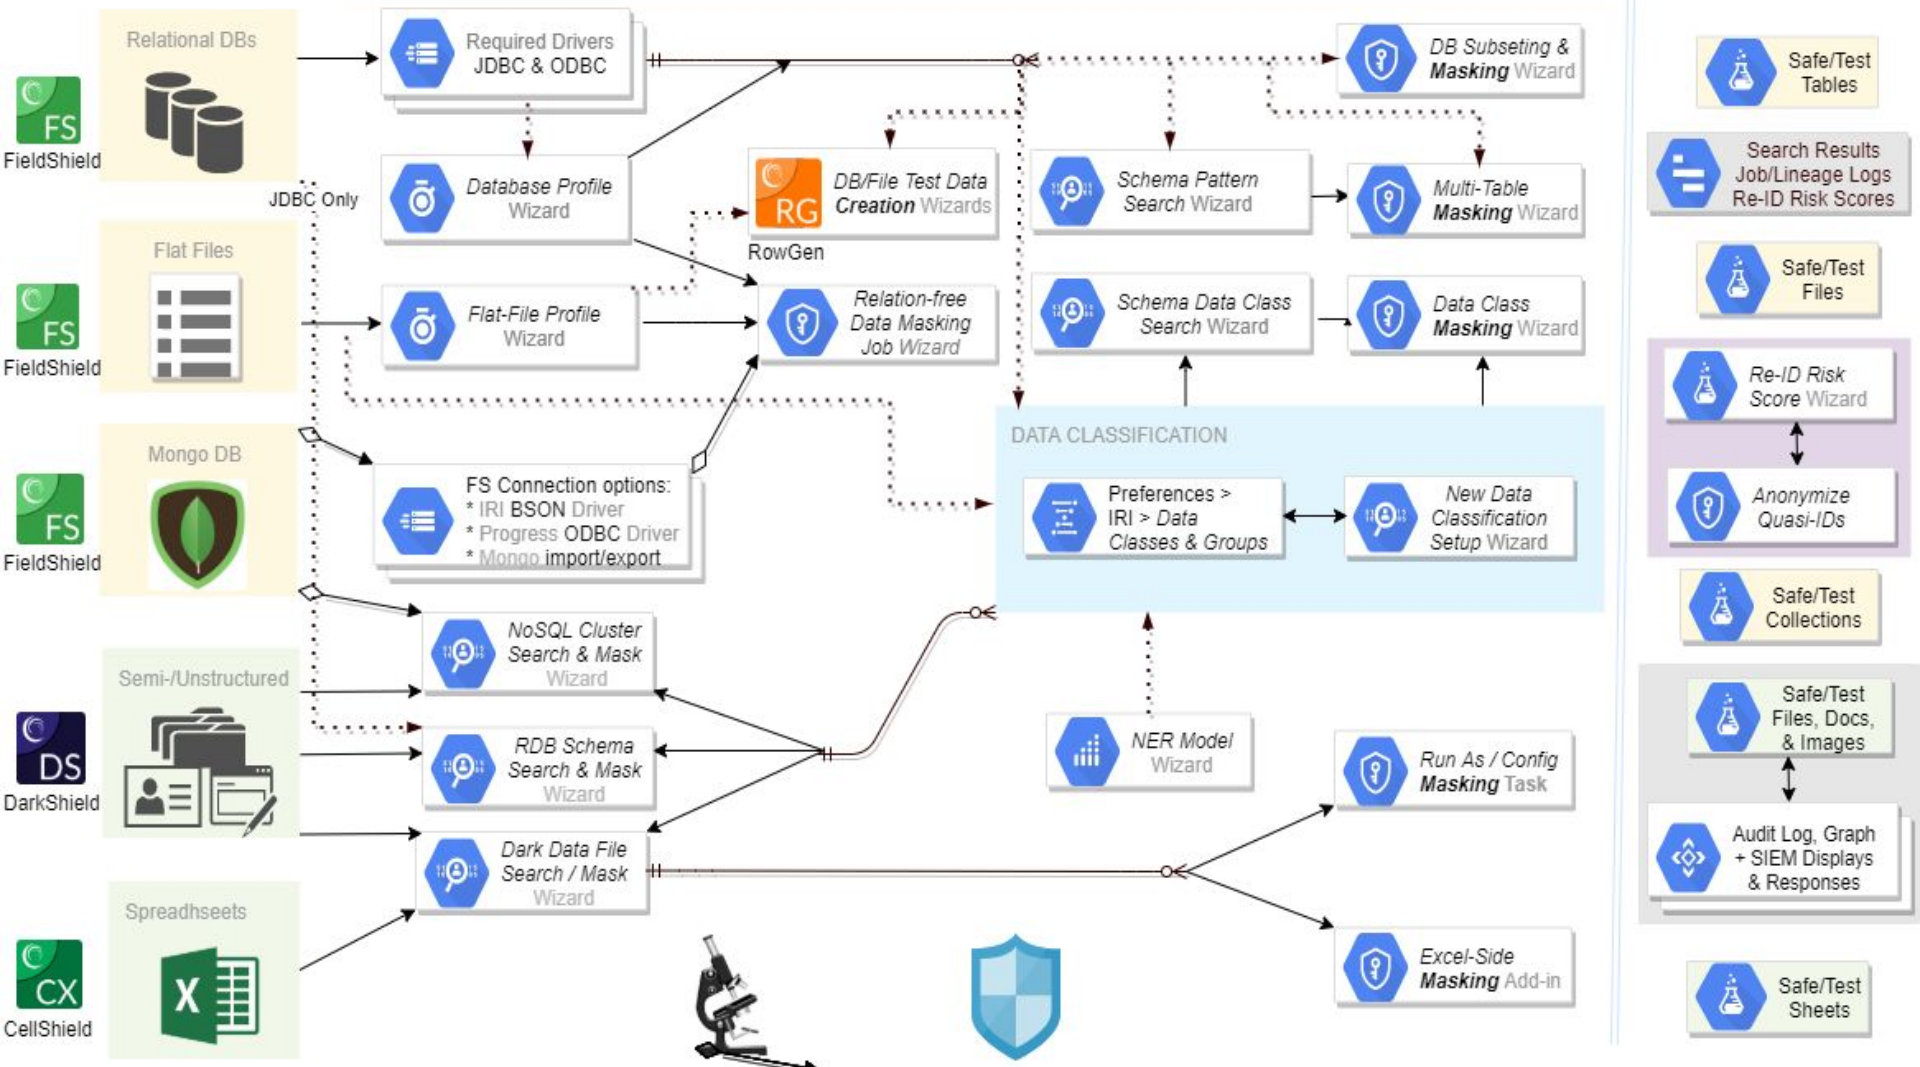 FS
FieldShield
Relational DBs
JDBC Only
Required Drivers
JDBC & ODBC
Database Profile
Wizard
RG
RowGen
DB/File Test Data
Creation Wizards
DB Subseting &
Masking Wizard
Schema Pattern
Search Wizard
Multi-Table
Masking Wizard
FS
FieldShield
Flat Files
Flat-File Profile
Wizard
Relation-free
Data Masking
Job Wizard
Schema Data Class
Search Wizard
Data Class
Masking Wizard
FS
FieldShield
Mongo DB
FS Connection options:
* IRI BSON Driver
* Progress ODBC Driver
* Mongo import/export
DATA CLASSIFICATION
Preferences >
IRI > Data
Classes & Groups
New Data
Classification
Setup Wizard
DS
DarkShield
Semi-/Unstructured
NoSQL Cluster
Search & Mask
Wizard
RDB Schema
Search & Mask
Wizard
Dark Data File
Search / Mask
Wizard
NER Model
Wizard
Run As / Config
Masking Task
Excel-Side
Masking Add-in
CX
CellShield
Spreadhseets
X
Safe/Test
Tables
Search Results
Job/Lineage Logs
Re-ID Risk Scores
Safe/Test
Files
Re-ID Risk
Score Wizard
Anonymize
Quasi-IDs
Safe/Test
Collections
Safe/Test
Files, Docs,
& Images
Audit Log, Graph
+ SIEM Displays
& Responses
Safe/Test
Sheets